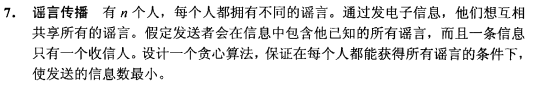 7. 谣言传播 有 n 个人，每个人都拥有不同的谣言。通过发电子信息，他们想互相
共享所有的谣言。假定发送者会在信息中包含他已知的所有谣言，而且一条信息
只有一个收信人。设计一个贪心算法，保证在每个人都能获得所有谣言的条件下，
使发送的信息数最小。